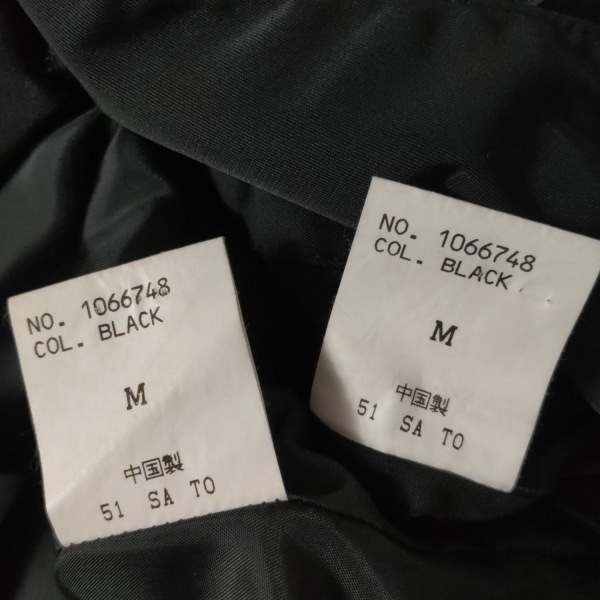 NO. 1066748
COL. BLACK
M
中国製
51 SA TO
NO. 1066748
COL. BLACK
M
中国製
51 SA TO